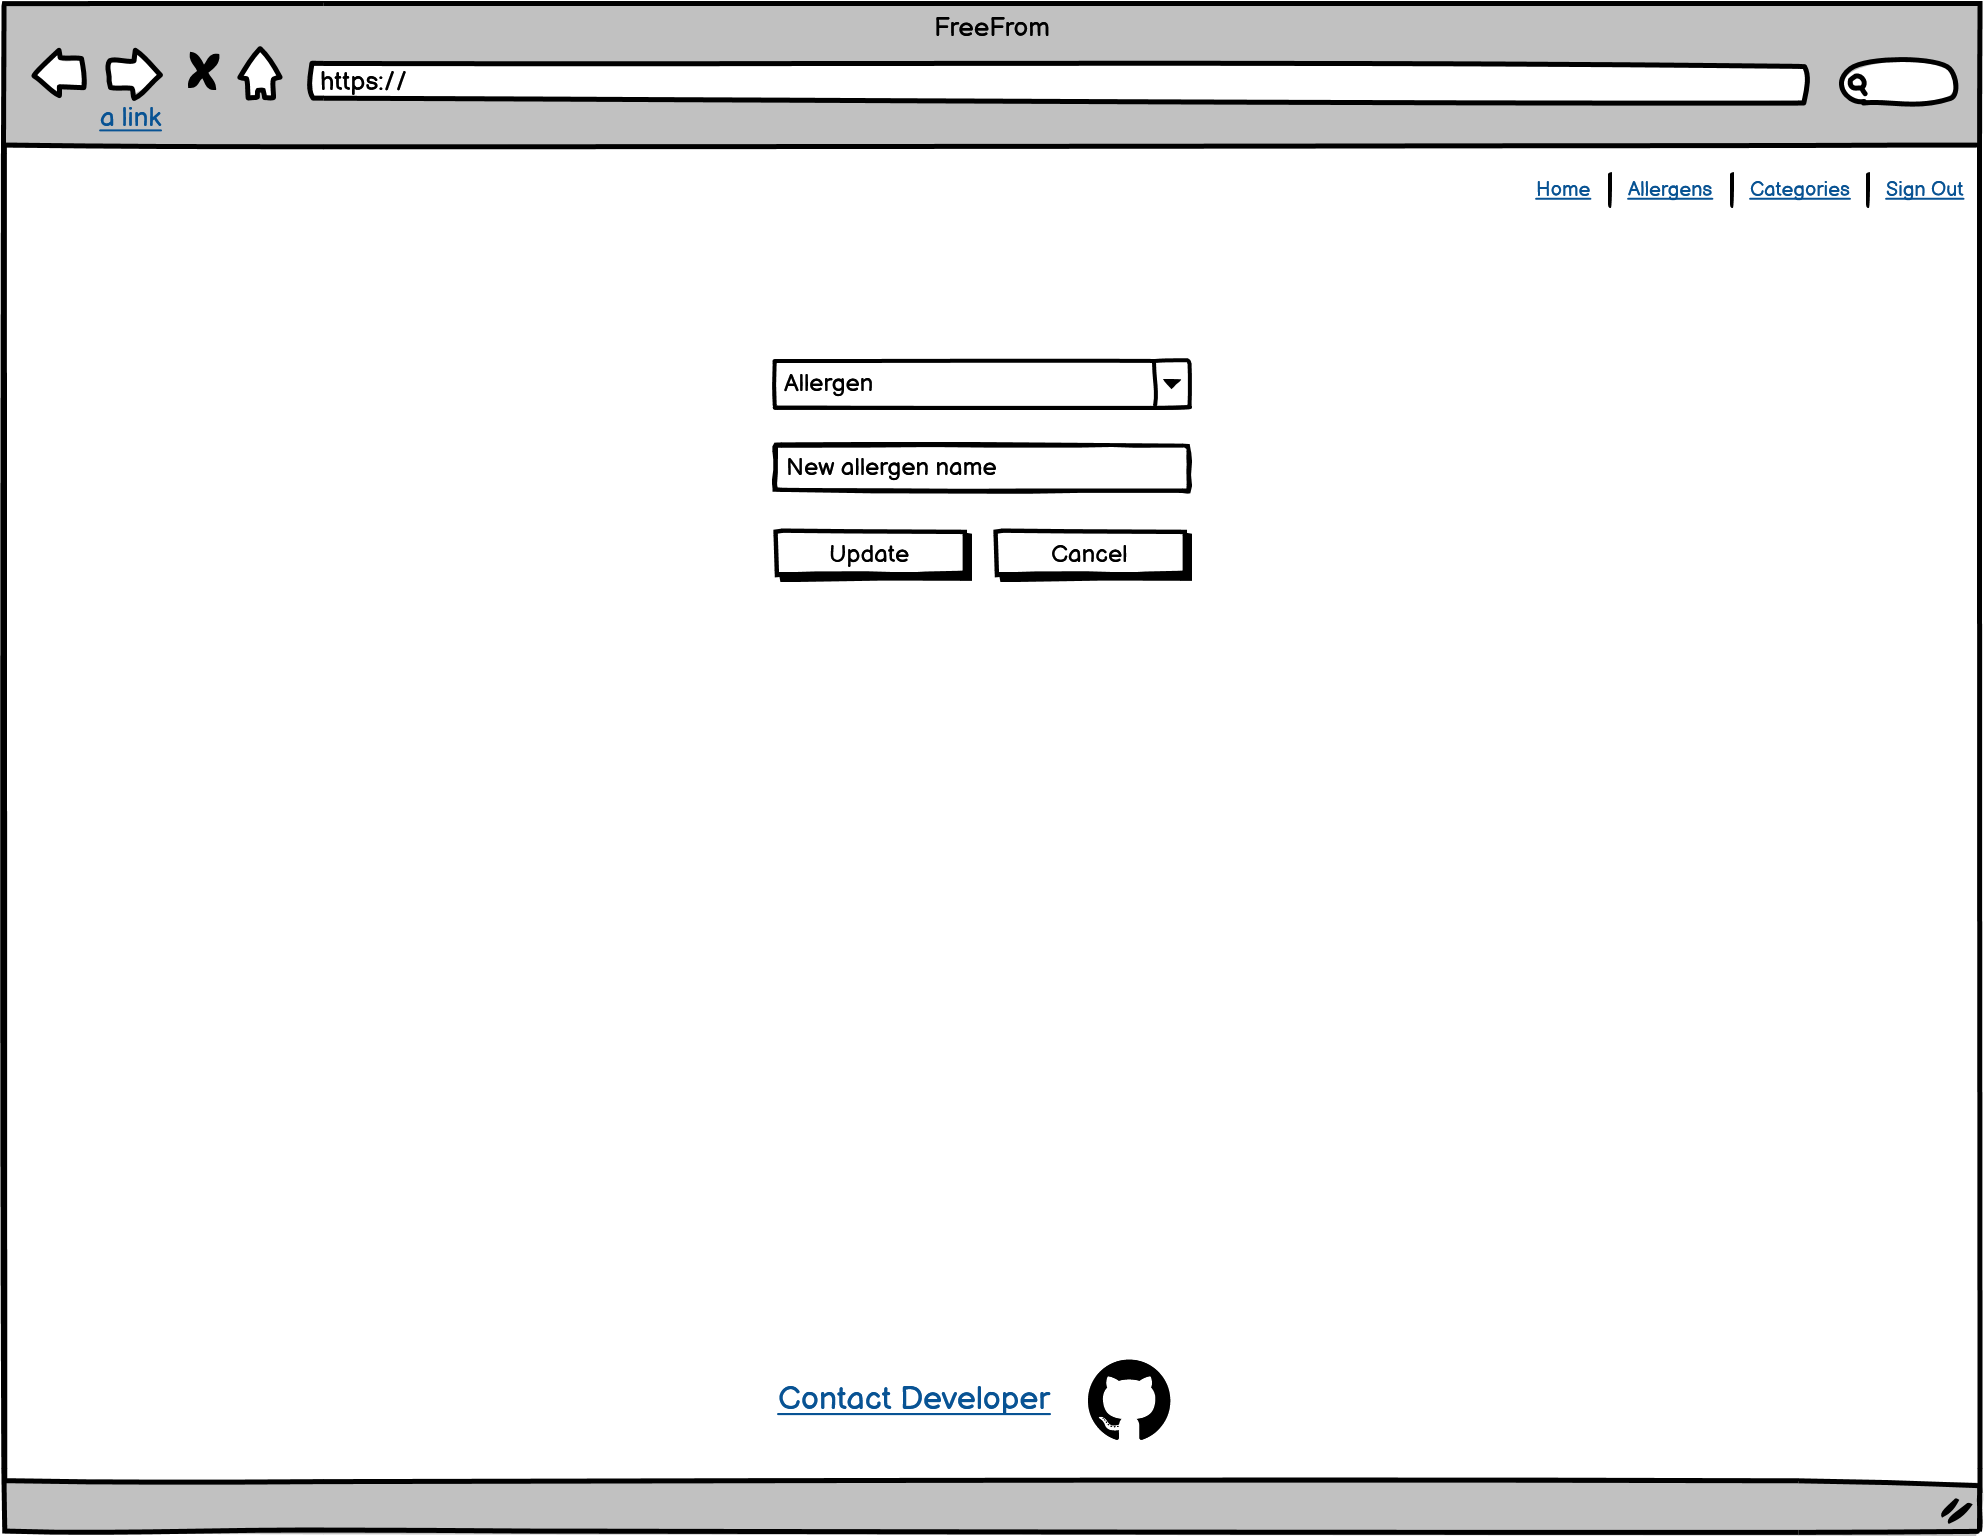 FreeFrom
https://
a link
Home
Allergens
Categories
Sign Out
Allergen
New allergen name
Update
Cancel
Contact Developer